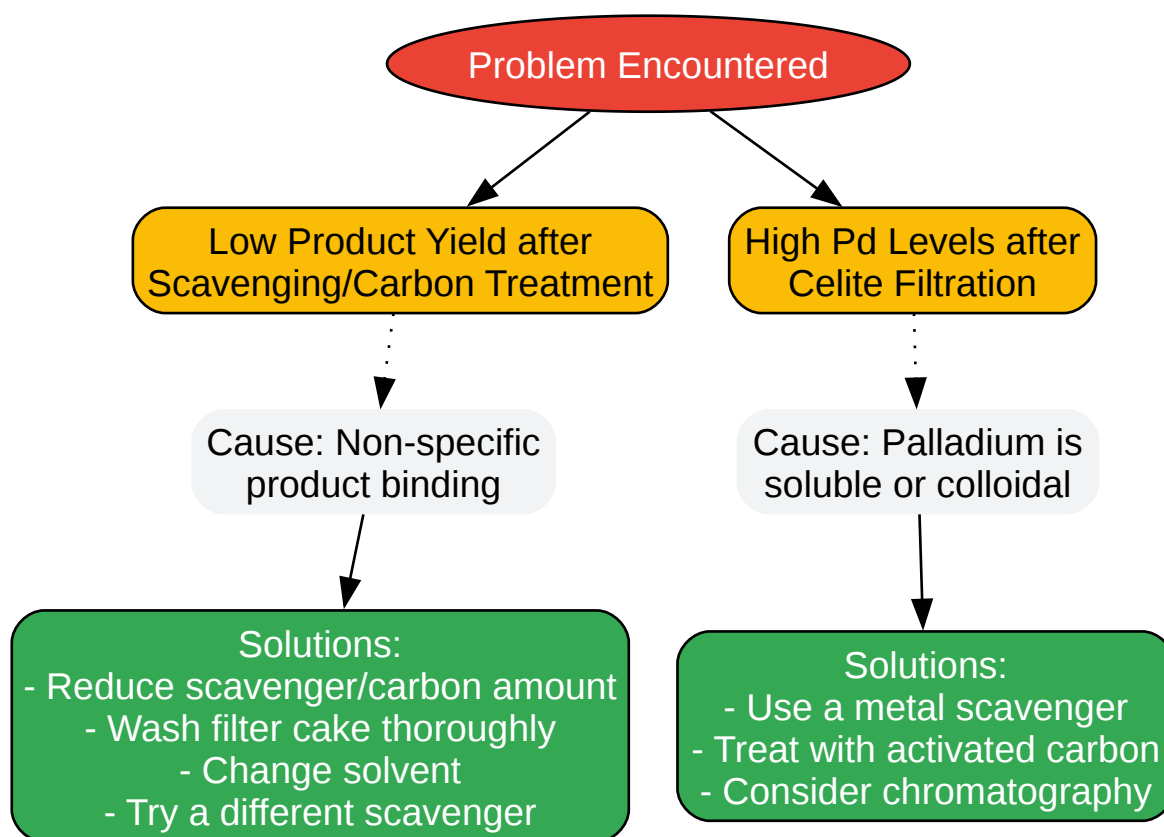 Problem Encountered
Low Product Yield after
Scavenging/Carbon Treatment
High Pd Levels after
Celite Filtration
Cause: Non-specific
product binding
Cause: Palladium is
soluble or colloidal
Solutions:
- Reduce scavenger/carbon amount
- Wash filter cake thoroughly
- Change solvent
- Try a different scavenger
Solutions:
- Use a metal scavenger
- Treat with activated carbon
- Consider chromatography